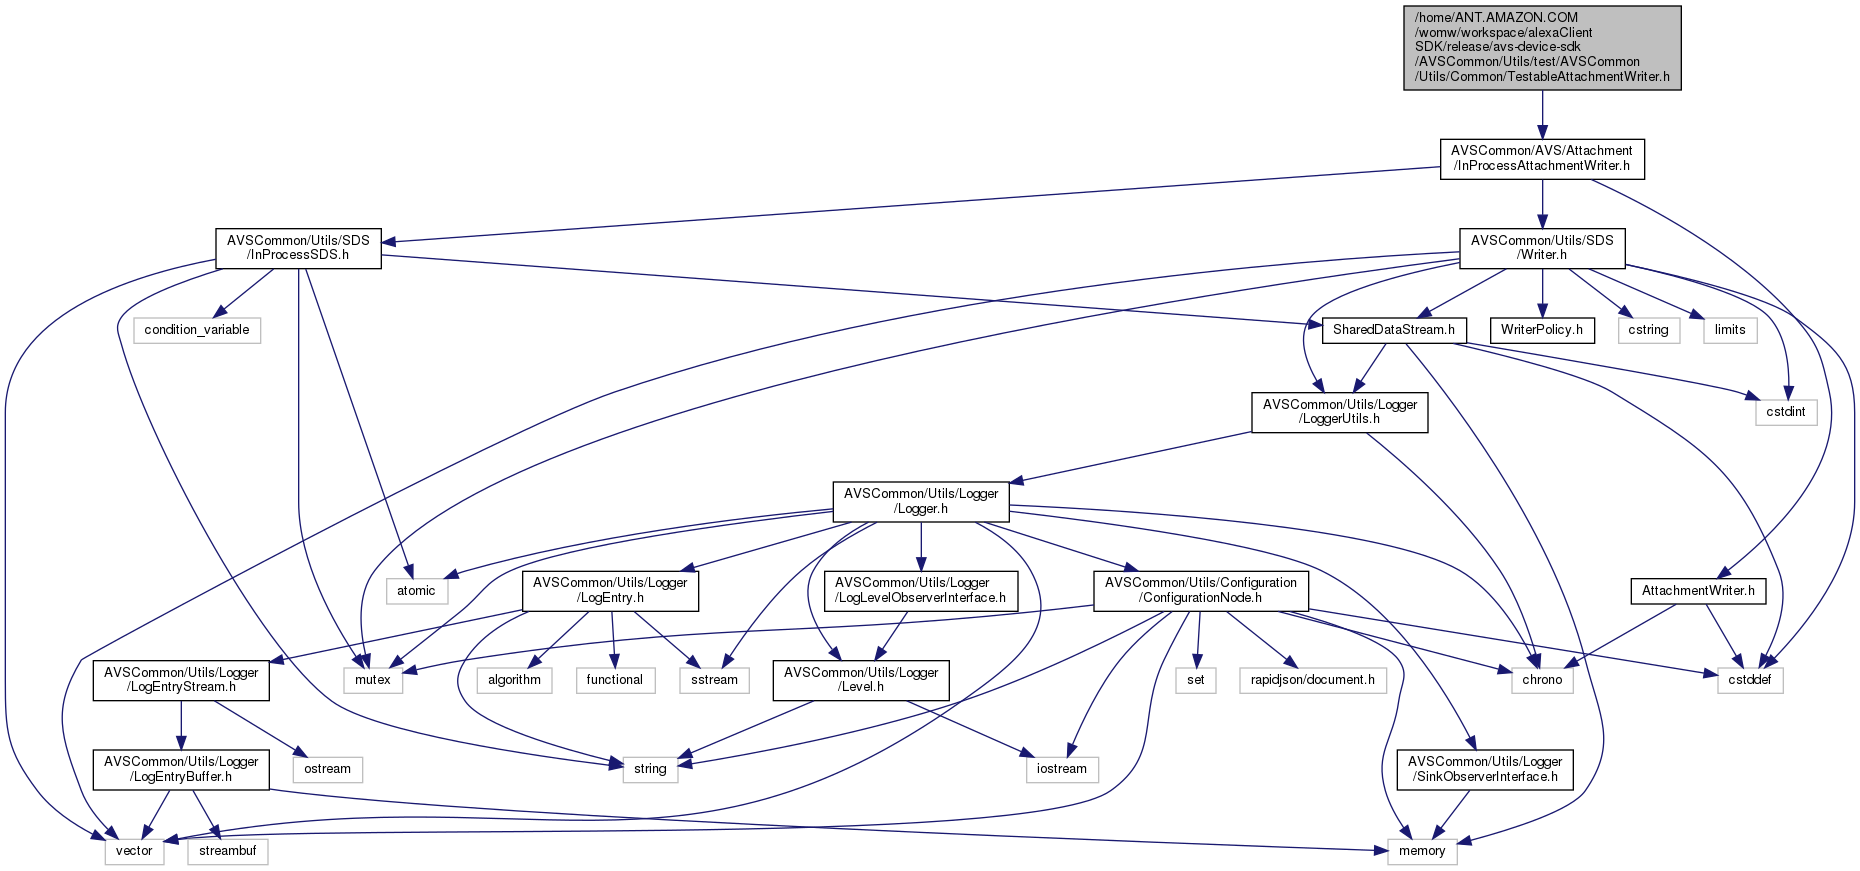 /home/ANT.AMAZON.COM
/womw/workspace/alexaClient
SDK/release/avs-device-sdk
/AVSCommon/Utils/test/AVSCommon
/Utils/Common/TestableAttachmentWriter.h
AVSCommon/AVS/Attachment
/InProcessAttachmentWriter.h
AVSCommon/Utils/SDS
/InProcessSDS.h
AVSCommon/Utils/SDS
/Writer.h
condition_variable
SharedDataStream.h
WriterPolicy.h
cstring
limits
AVSCommon/Utils/Logger
/LoggerUtils.h
cstdint
AVSCommon/Utils/Logger
/Logger.h
atomic
AVSCommon/Utils/Logger
/LogEntry.h
AVSCommon/Utils/Logger
/LogLevelObserverInterface.h
AVSCommon/Utils/Configuration
/ConfigurationNode.h
AttachmentWriter.h
AVSCommon/Utils/Logger
/LogEntryStream.h
mutex
algorithm
functional
sstream
AVSCommon/Utils/Logger
/Level.h
set
rapidjson/document.h
chrono
cstddef
AVSCommon/Utils/Logger
/LogEntryBuffer.h
ostream
string
iostream
AVSCommon/Utils/Logger
/SinkObserverInterface.h
vector
streambuf
memory